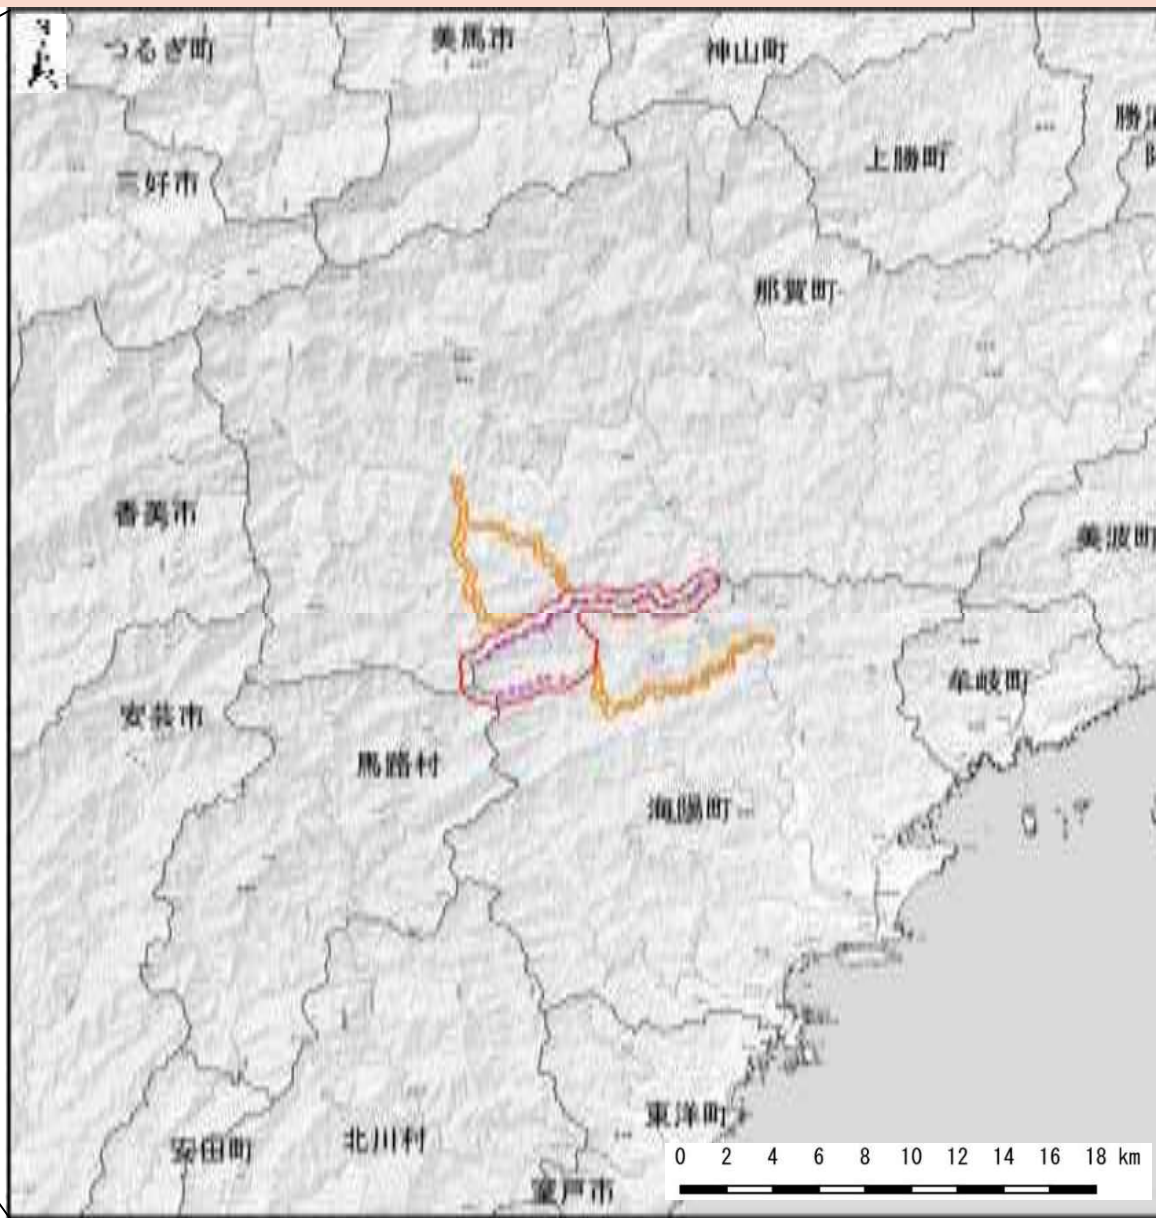 つるぎ町
美馬市
神山町
上勝町
三好市
那賀町
香美市
美波町
牟岐町
安芸市
馬路村
海陽町
東洋町
北川村
安田町
室戸市
0 2 4 6 8 10 12 14 16 18 km